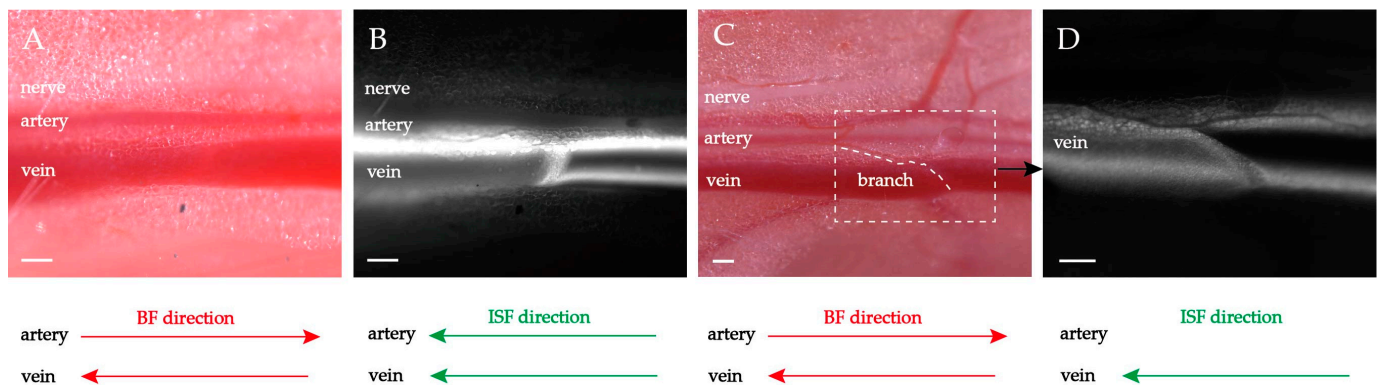 A
nerve
artery
vein
B
nerve
artery
vein
C
nerve
artery
vein
branch
D
vein
BF direction
artery
vein
ISF direction
artery
vein
BF direction
artery
vein
ISF direction
artery
vein